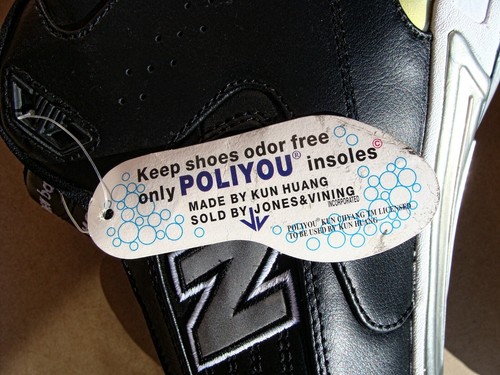 Keep shoes odor free
only POLIYOU® insoles©
MADE BY KUN HUANG
SOLD BY JONES&VINING
INCORPORATED
POLIYOU® KUN CHYANG TM LICENSED
TO BE USED BY KUN HUANG
N